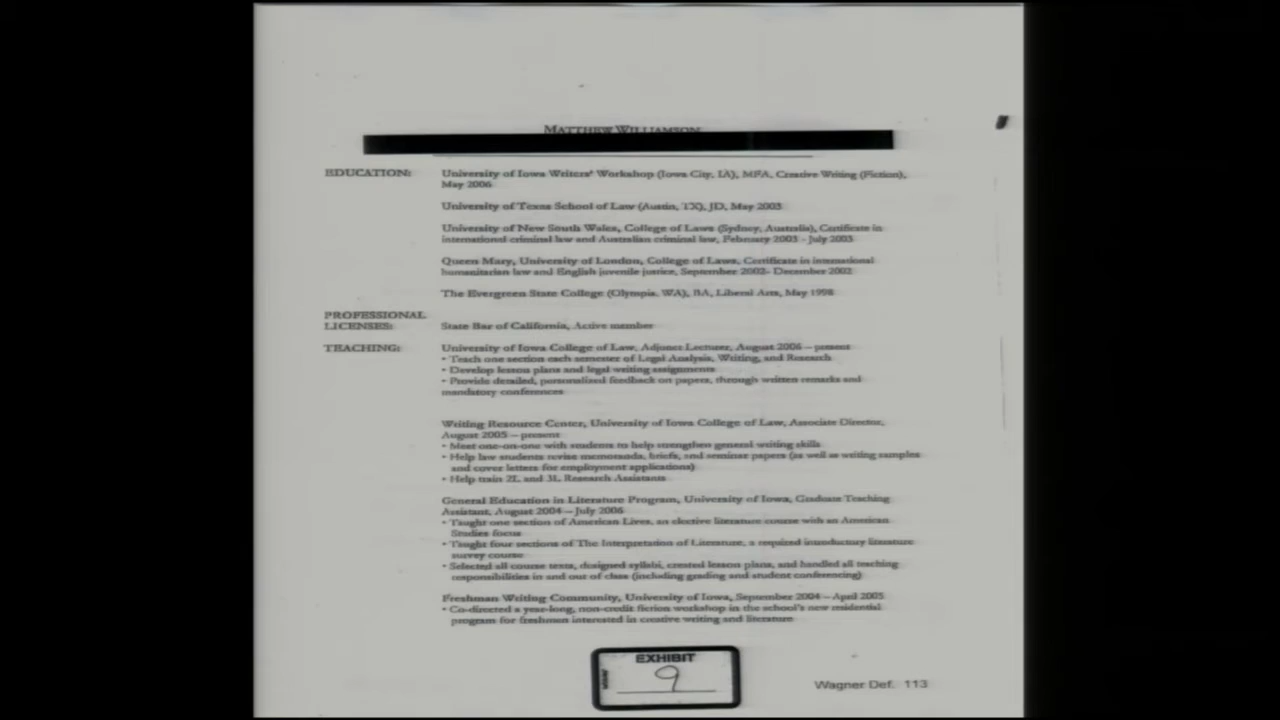 MATTHEW WILLIAMSON
EDUCATION: University of Iowa Writers' Workshop (Iowa City, IA), MFA, Creative Writing (Fiction),
May 2006
University of Texas School of Law (Austin, TX), JD, May 2003
University of New South Wales, College of Laws (Sydney, Australia), Certificate in
international criminal law and Australian criminal law, February 2003 - July 2003
Queen Mary, University of London, College of Laws, Certificate in international
humanitarian law and English juvenile justice, September 2002- December 2002
The Evergreen State College (Olympia, WA), BA, Liberal Arts, May 1998
PROFESSIONAL
LICENSES: State Bar of California, Active member
TEACHING: University of Iowa College of Law, Adjunct Lecturer, August 2006 – present
• Teach one section each semester of Legal Analysis, Writing, and Research
• Develop lesson plans and legal writing assignments
• Provide detailed, personalized feedback on papers, through written remarks and
mandatory conferences
Writing Resource Center, University of Iowa College of Law, Associate Director,
August 2005 – present
• Meet one-on-one with students to help strengthen general writing skills
• Help law students revise memoranda, briefs, and seminar papers (as well as writing samples
and cover letters for employment applications)
• Help train 2L and 3L Research Assistants
General Education in Literature Program, University of Iowa, Graduate Teaching
Assistant, August 2004 – July 2006
• Taught one section of American Lives, an elective literature course with an American
Studies focus
• Taught four sections of The Interpretation of Literature, a required introductory literature
survey course
• Selected all course texts, designed syllabi, created lesson plans, and handled all teaching
responsibilities in and out of class (including grading and student conferencing)
Freshman Writing Community, University of Iowa, September 2004 – April 2005
• Co-directed a year-long, non-credit fiction workshop in the school's new residential
program for freshmen interested in creative writing and literature
EXHIBIT
9
Wagner Def. 113